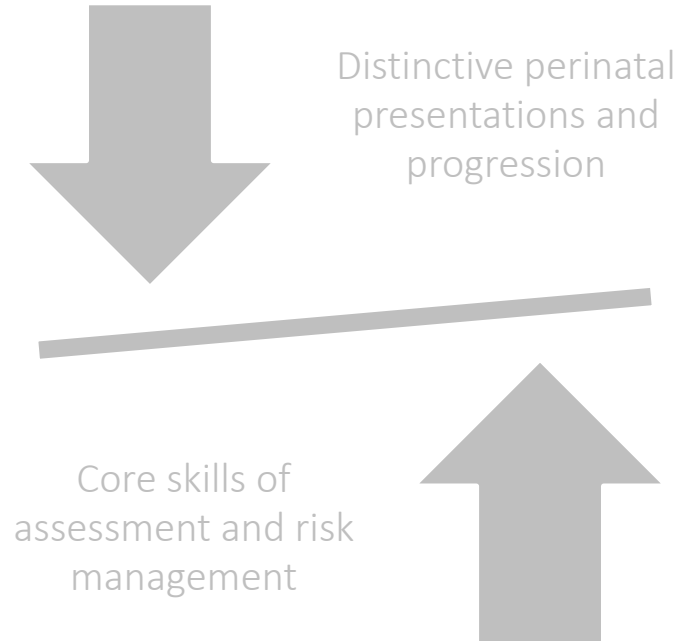 Distinctive perinatal
presentations and
progression
Core skills of
assessment and risk
management